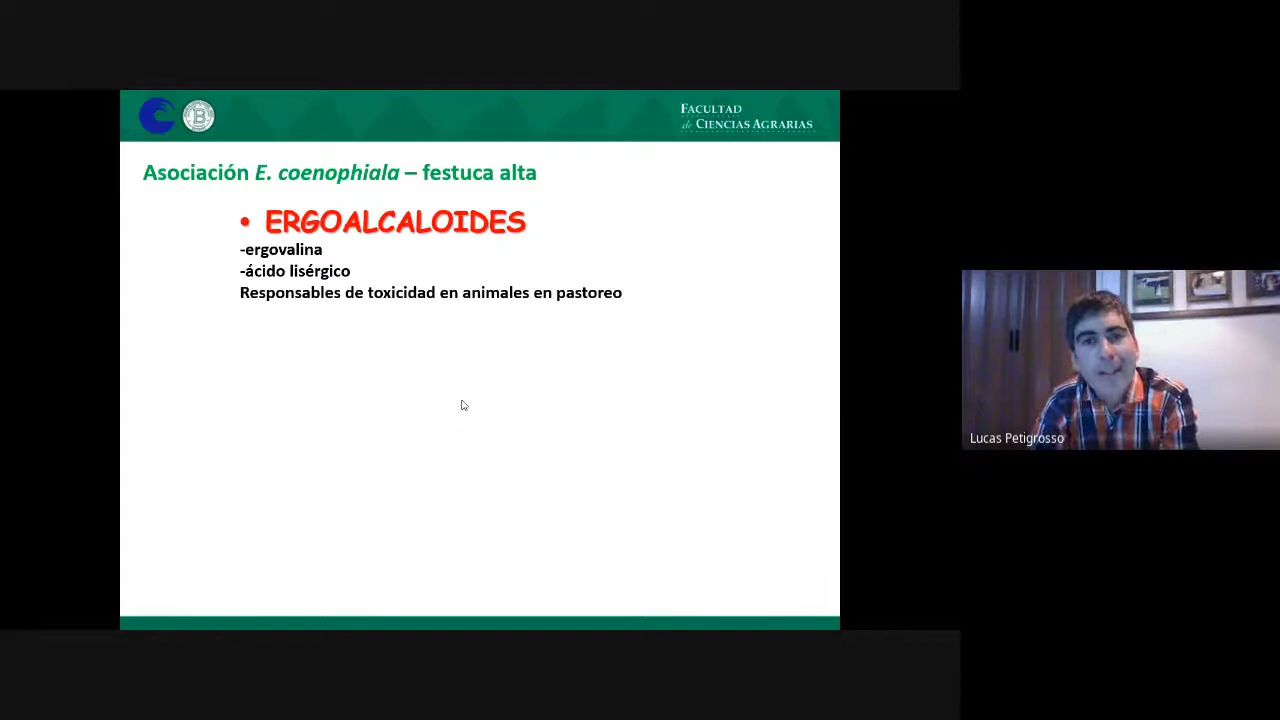 FACULTAD
de CIENCIAS AGRARIAS
Asociación E. coenophiala – festuca alta
• ERGOALCALOIDES
-ergovalina
-ácido lisérgico
Responsables de toxicidad en animales en pastoreo
Lucas Petigrosso